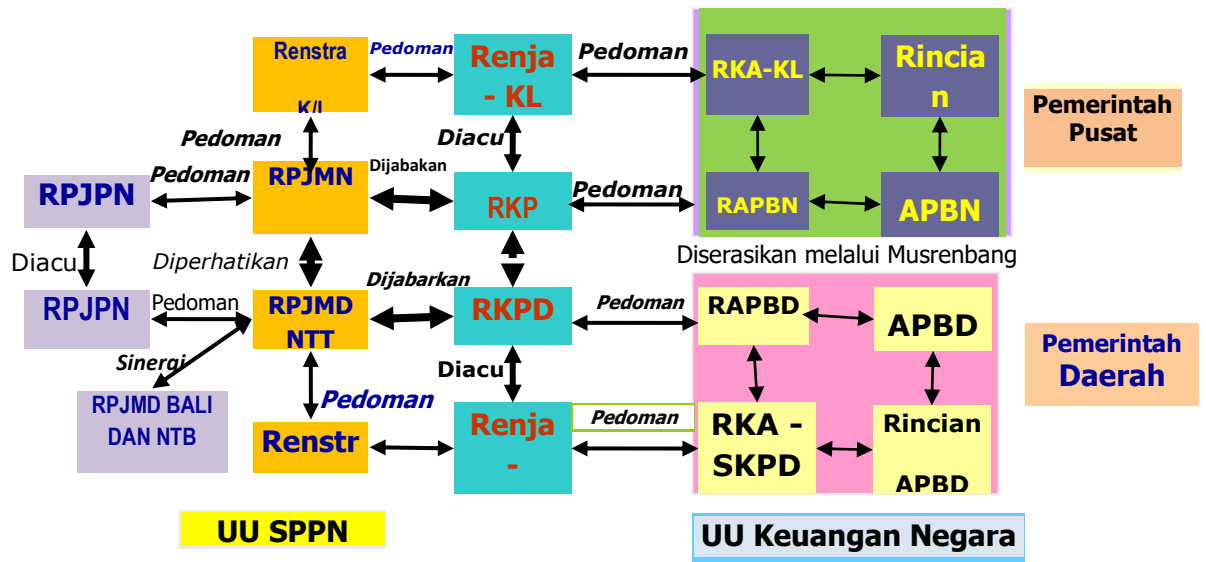 Renstra
K/L
Pedoman
Renja
- KL
Pedoman
RKA-KL
Rincia
n
Pemerintah
Pusat
Pedoman
Diacu
RPJPN
Pedoman
RPJMN
Dijabakan
RKP
Pedoman
RAPBN
APBN
Diacu
Diperhatikan
Diserasikan melalui Musrenbang
RPJPN
Pedoman
RPJMD
NTT
Dijabarkan
RKPD
Pedoman
RAPBD
APBD
Pemerintah
Daerah
Sinergi
RPJMD BALI
DAN NTB
Pedoman
Diacu
Renstr
Renja
-
Pedoman
RKA -
SKPD
Rincian
APBD
UU SPPN
UU Keuangan Negara